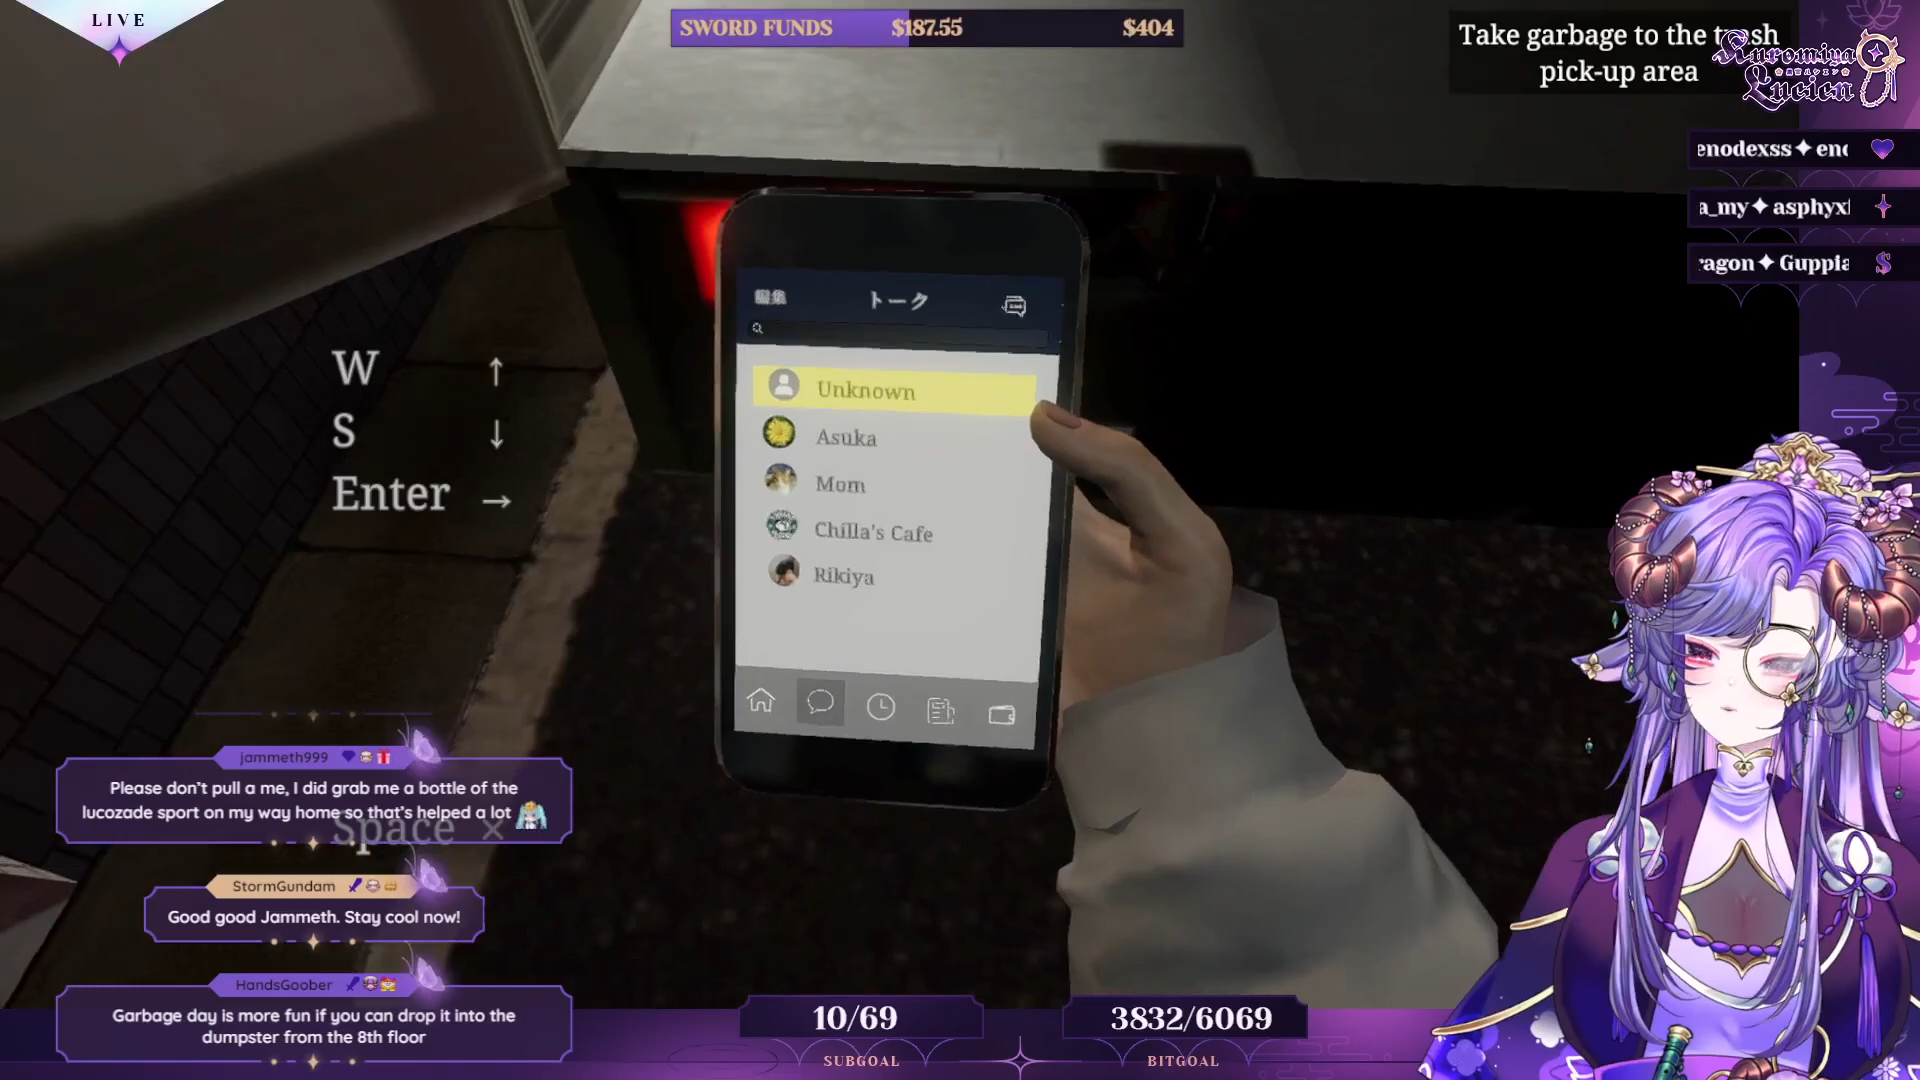 LIVE
SWORD FUNDS $187.55 $404
Take garbage to the trash
pick-up area
Kuromiya
Lucien
enodexss✦
a_my✦asphyx
ragon✦Guppi
編集 トーク
Unknown
Asuka
Mom
Chilla's Cafe
Rikiya
W ↑
S ↓
Enter →
Space ×
jammeth999
Please don't pull a me, I did grab me a bottle of the
lucozade sport on my way home so that's helped a lot
StormGundam
Good good Jammeth. Stay cool now!
HandsGoober
Garbage day is more fun if you can drop it into the
dumpster from the 8th floor
10/69
SUBGOAL
3832/6069
BITGOAL